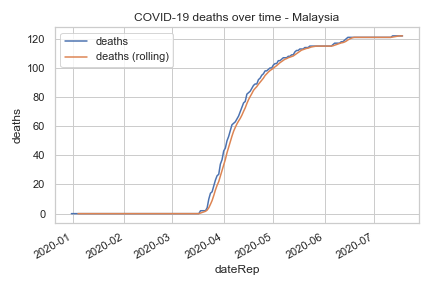 COVID-19 deaths over time - Malaysia
deaths
deaths (rolling)
deaths
120
100
80
60
40
20
0
2020-01
2020-02
2020-03
2020-04
2020-05
2020-06
2020-07
dateRep